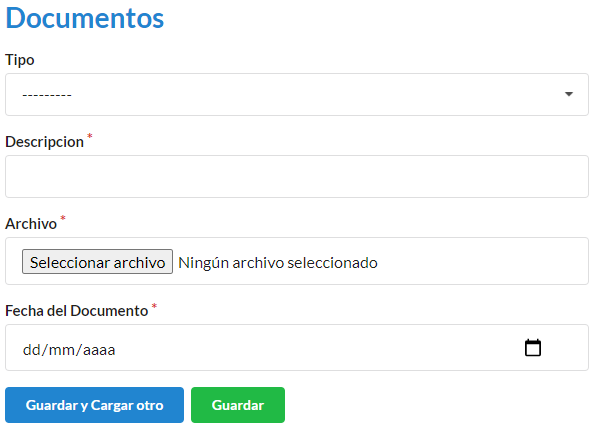 Documentos
Tipo
---------
Descripcion *
Archivo *
Seleccionar archivo Ningún archivo seleccionado
Fecha del Documento *
dd/mm/aaaa
Guardar y Cargar otro Guardar